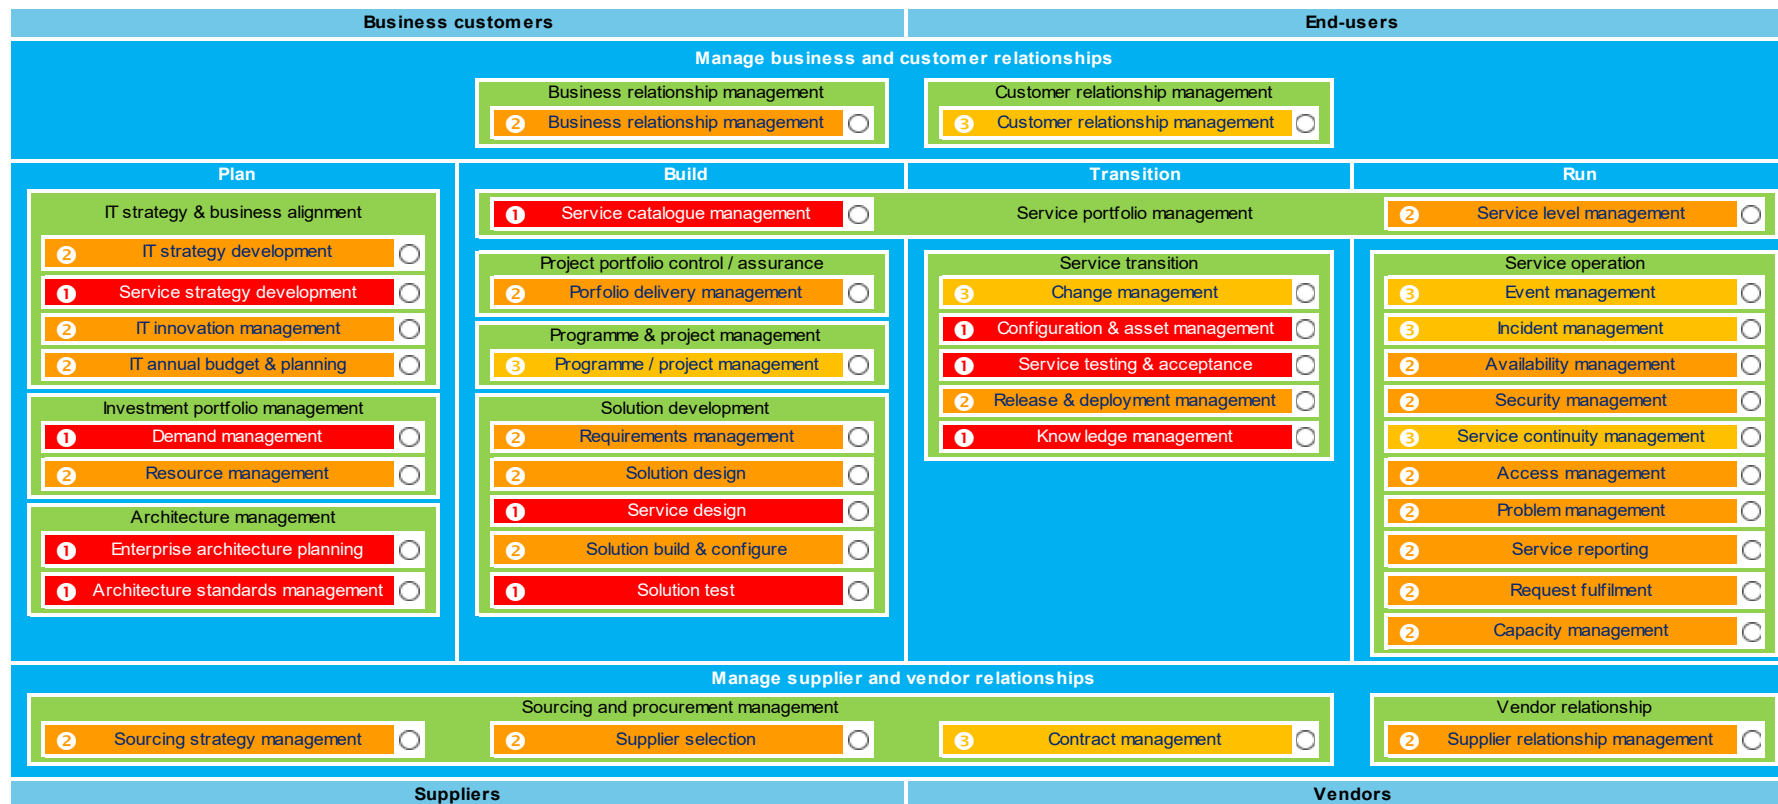 Business customers
End-users
Manage business and customer relationships
Business relationship management
Customer relationship management
2 Business relationship management
3 Customer relationship management
Plan
Build
Transition
Run
IT strategy & business alignment
2 IT strategy development
1 Service strategy development
2 IT innovation management
2 IT annual budget & planning
Investment portfolio management
1 Demand management
2 Resource management
Architecture management
1 Enterprise architecture planning
1 Architecture standards management
1 Service catalogue management
Service portfolio management
2 Service level management
Project portfolio control / assurance
2 Porfolio delivery management
Programme & project management
3 Programme / project management
Solution development
2 Requirements management
2 Solution design
1 Service design
2 Solution build & configure
1 Solution test
Service transition
3 Change management
1 Configuration & asset management
1 Service testing & acceptance
2 Release & deployment management
1 Knowledge management
Service operation
3 Event management
3 Incident management
2 Availability management
2 Security management
3 Service continuity management
2 Access management
2 Problem management
2 Service reporting
2 Request fulfilment
2 Capacity management
Manage supplier and vendor relationships
Sourcing and procurement management
Vendor relationship
2 Sourcing strategy management
2 Supplier selection
3 Contract management
2 Supplier relationship management
Suppliers
Vendors